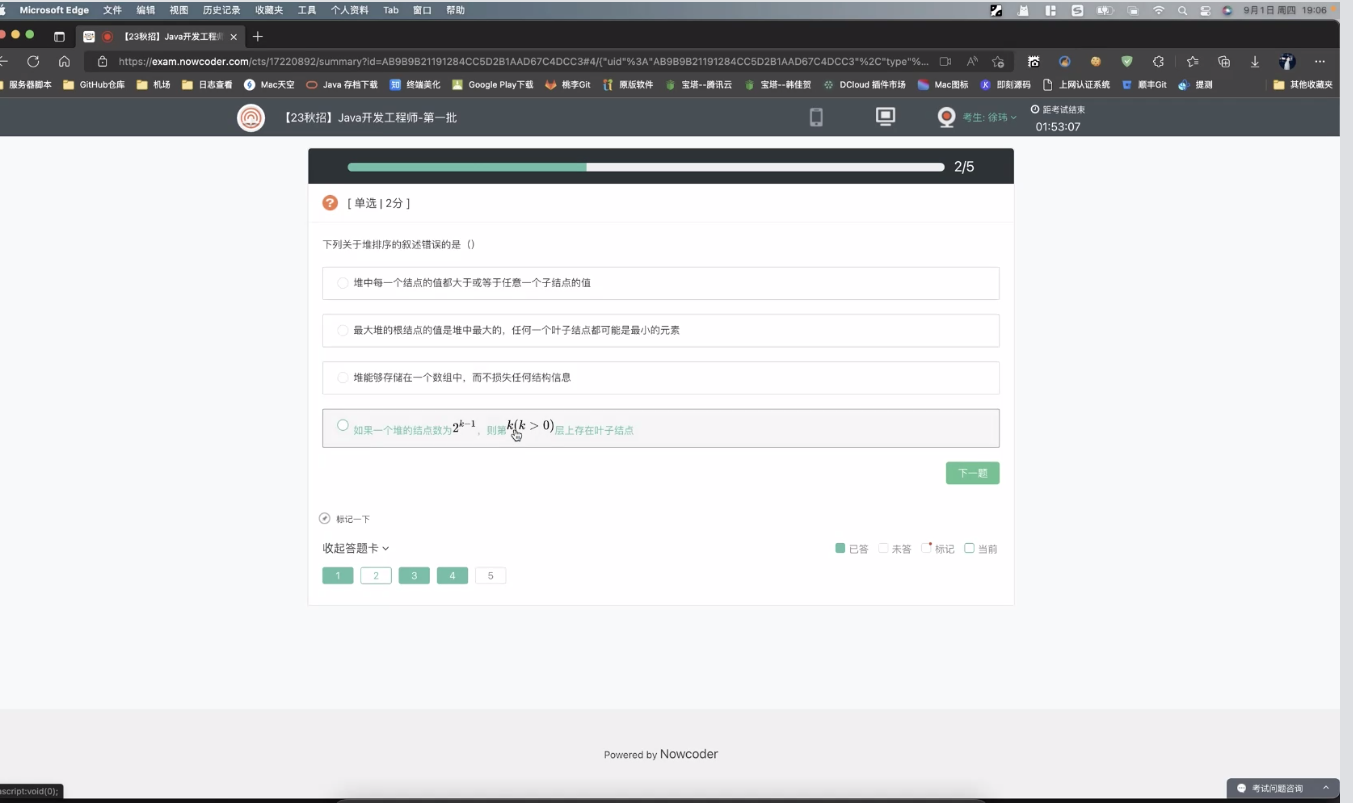 Microsoft Edge 文件 编辑 视图 历史记录 收藏夹 工具 个人资料 Tab 窗口 帮助 9月1日 周四 19:06
【23秋招】Java开发工程师
https://exam.nowcoder.com/cts/17220892/summary?id=AB9B9B21191284CC5D2B1AAD67C4DCC3#4/{"uid"%3A"AB9B9B21191284CC5D2B1AAD67C4DCC3"%2C"type"%...
服务器脚本 GitHub仓库 机场 日志查看 Mac天空 Java 存档下载 终端美化 Google Play下载 桃李Git 原版软件 宝塔--腾讯云 宝塔--韩佳贺 DCloud 插件市场 Mac图标 即刻源码 上网认证系统 顺丰Git 提测 其他收藏夹
【23秋招】Java开发工程师-第一批
考生: 徐玮
距考试结束
01:53:07
2/5
[ 单选 | 2分 ]
下列关于堆排序的叙述错误的是（）
堆中每一个结点的值都大于或等于任意一个子结点的值
最大堆的根结点的值是堆中最大的，任何一个叶子结点都可能是最小的元素
堆能够存储在一个数组中，而不损失任何结构信息
如果一个堆的结点数为2^{k-1}，则第k(k > 0)层上存在叶子结点
下一题
标记一下
收起答题卡
已答 未答 标记 当前
1 2 3 4 5
Powered by Nowcoder
ascript:void(0);
考试问题咨询